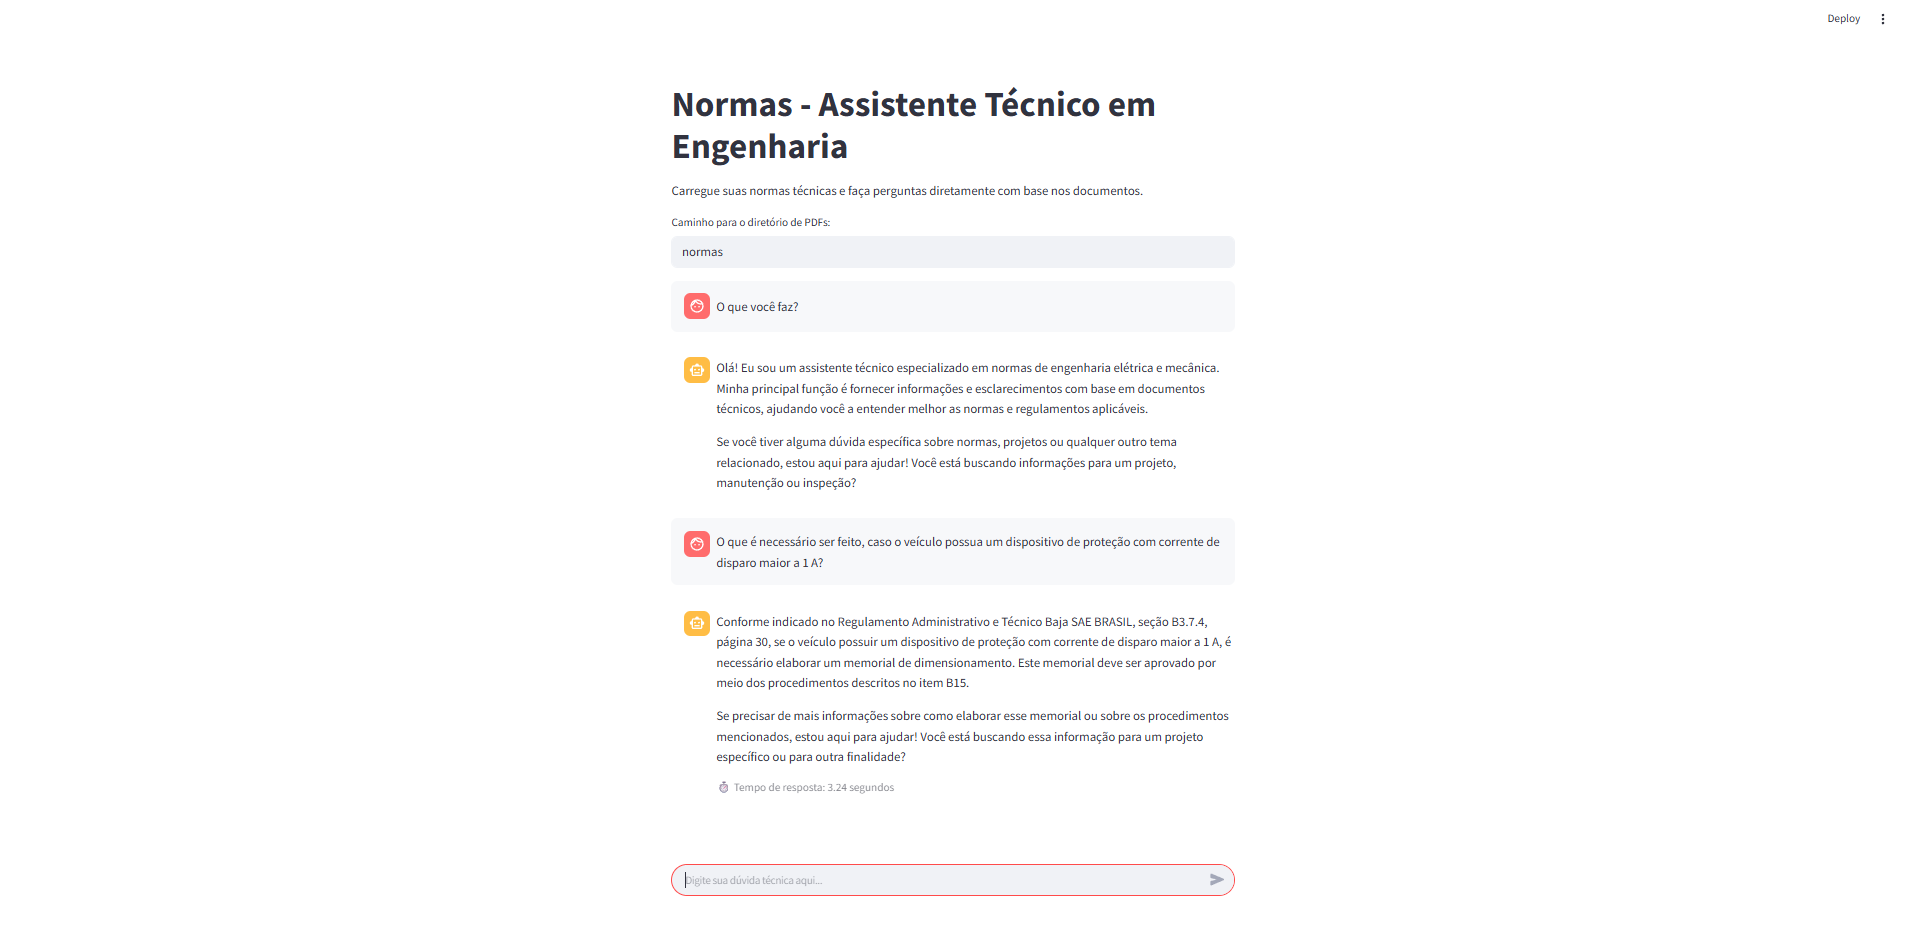 Deploy
Normas - Assistente Técnico em
Engenharia
Carregue suas normas técnicas e faça perguntas diretamente com base nos documentos.
Caminho para o diretório de PDFs:
normas
O que você faz?
Olá! Eu sou um assistente técnico especializado em normas de engenharia elétrica e mecânica.
Minha principal função é fornecer informações e esclarecimentos com base em documentos
técnicos, ajudando você a entender melhor as normas e regulamentos aplicáveis.
Se você tiver alguma dúvida específica sobre normas, projetos ou qualquer outro tema
relacionado, estou aqui para ajudar! Você está buscando informações para um projeto,
manutenção ou inspeção?
O que é necessário ser feito, caso o veículo possua um dispositivo de proteção com corrente de
disparo maior a 1 A?
Conforme indicado no Regulamento Administrativo e Técnico Baja SAE BRASIL, seção B3.7.4,
página 30, se o veículo possuir um dispositivo de proteção com corrente de disparo maior a 1 A, é
necessário elaborar um memorial de dimensionamento. Este memorial deve ser aprovado por
meio dos procedimentos descritos no item B15.
Se precisar de mais informações sobre como elaborar esse memorial ou sobre os procedimentos
mencionados, estou aqui para ajudar! Você está buscando essa informação para um projeto
específico ou para outra finalidade?
Tempo de resposta: 3.24 segundos
Digite sua dúvida técnica aqui...